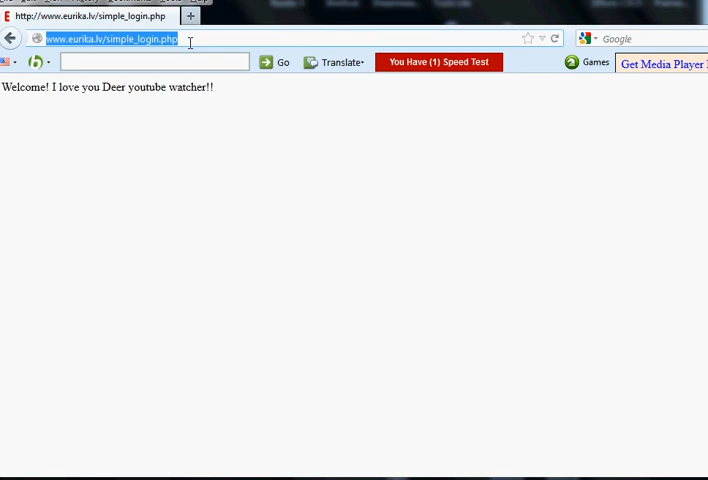 http://www.eurika.lv/simple_login.php
www.eurika.lv/simple_login.php
Google
Go
Translate
You Have (1) Speed Test
Games
Get Media Player
Welcome! I love you Deer youtube watcher!!